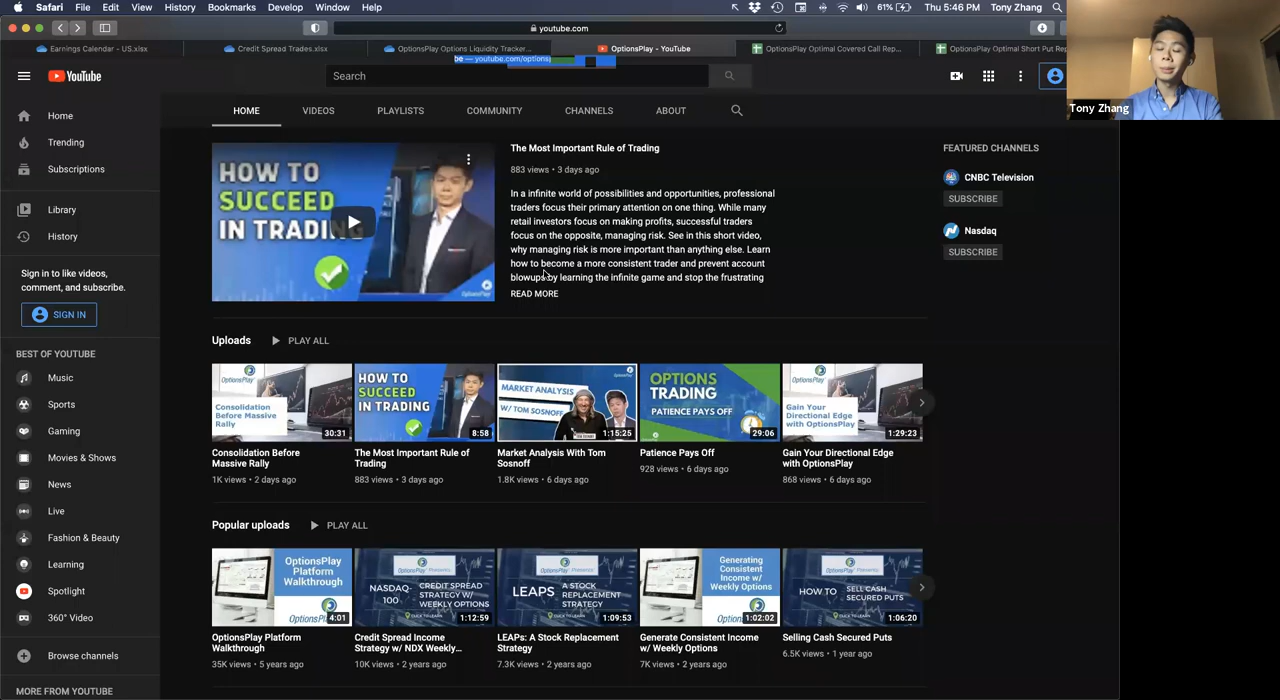 Safari File Edit View History Bookmarks Develop Window Help 61% Thu 5:46 PM Tony Zhang
youtube.com
Earnings Calendar - US.xlsx Credit Spread Trades.xlsx OptionsPlay Options Liquidity Tracker... OptionsPlay - YouTube OptionsPlay Optimal Covered Call Rep... OptionsPlay Optimal Short Put Rep
be — youtube.com/options
YouTube
Search
Tony Zhang
HOME VIDEOS PLAYLISTS COMMUNITY CHANNELS ABOUT
Home
Trending
Subscriptions
Library
History
Sign in to like videos,
comment, and subscribe.
SIGN IN
BEST OF YOUTUBE
Music
Sports
Gaming
Movies & Shows
News
Live
Fashion & Beauty
Learning
Spotlight
360° Video
Browse channels
MORE FROM YOUTUBE
HOW TO
SUCCEED
IN TRADING
OptionsPlay
The Most Important Rule of Trading
883 views • 3 days ago
In a infinite world of possibilities and opportunities, professional
traders focus their primary attention on one thing. While many
retail investors focus on making profits, successful traders
focus on the opposite, managing risk. See in this short video,
why managing risk is more important than anything else. Learn
how to become a more consistent trader and prevent account
blowups by learning the infinite game and stop the frustrating
READ MORE
FEATURED CHANNELS
CNBC Television
SUBSCRIBE
Nasdaq
SUBSCRIBE
Uploads PLAY ALL
OptionsPlay
Consolidation
Before Massive
Rally
30:31
Consolidation Before
Massive Rally
1K views • 2 days ago
HOW TO
SUCCEED
IN TRADING
8:58
The Most Important Rule of
Trading
883 views • 3 days ago
MARKET ANALYSIS
W/ TOM SOSNOFF
1:15:25
Market Analysis With Tom
Sosnoff
1.8K views • 6 days ago
OPTIONS
TRADING
PATIENCE PAYS OFF
29:06
Patience Pays Off
928 views • 6 days ago
OptionsPlay
Gain Your
Directional Edge
with OptionsPlay
1:29:23
Gain Your Directional Edge
with OptionsPlay
868 views • 6 days ago
Popular uploads PLAY ALL
OptionsPlay
Platform
Walkthrough
4:01
OptionsPlay Platform
Walkthrough
35K views • 5 years ago
OptionsPlay
Presents:
NASDAQ-
100
CREDIT SPREAD
STRATEGY W/
WEEKLY OPTIONS
1:12:59
Credit Spread Income
Strategy w/ NDX Weekly...
10K views • 2 years ago
OptionsPlay
Presents:
LEAPS:
A STOCK
REPLACEMENT
STRATEGY
1:09:53
LEAPs: A Stock Replacement
Strategy
7.3K views • 2 years ago
Generating
Consistent
Income w/
Weekly Options
1:02:02
Generate Consistent Income
w/ Weekly Options
7K views • 2 years ago
OptionsPlay
Presents:
HOW TO
SELL CASH
SECURED PUTS
1:06:20
Selling Cash Secured Puts
6.5K views • 1 year ago